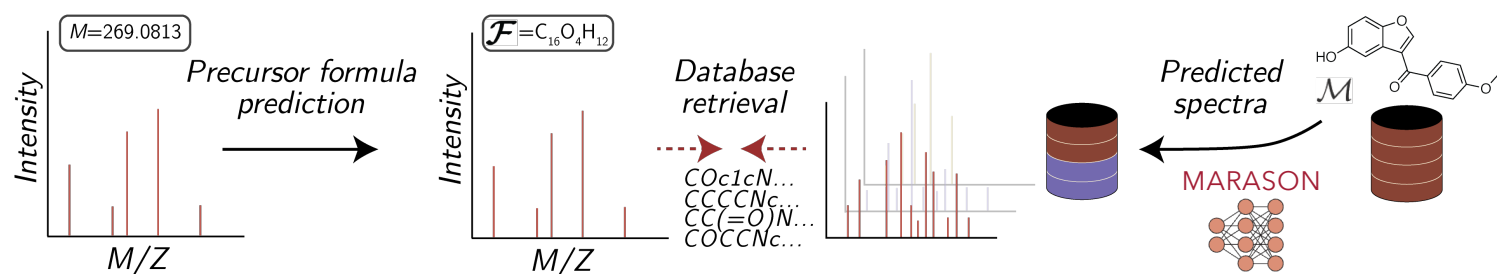 M=269.0813
Intensity
M/Z
Precursor formula
prediction
𝓕=C₁₆O₄H₁₂
Intensity
M/Z
Database
retrieval
COc1cN...
CCCCNc...
CC(=O)N...
COCCNc...
Predicted
spectra
MARASON
𝓜
HO
O
O
O